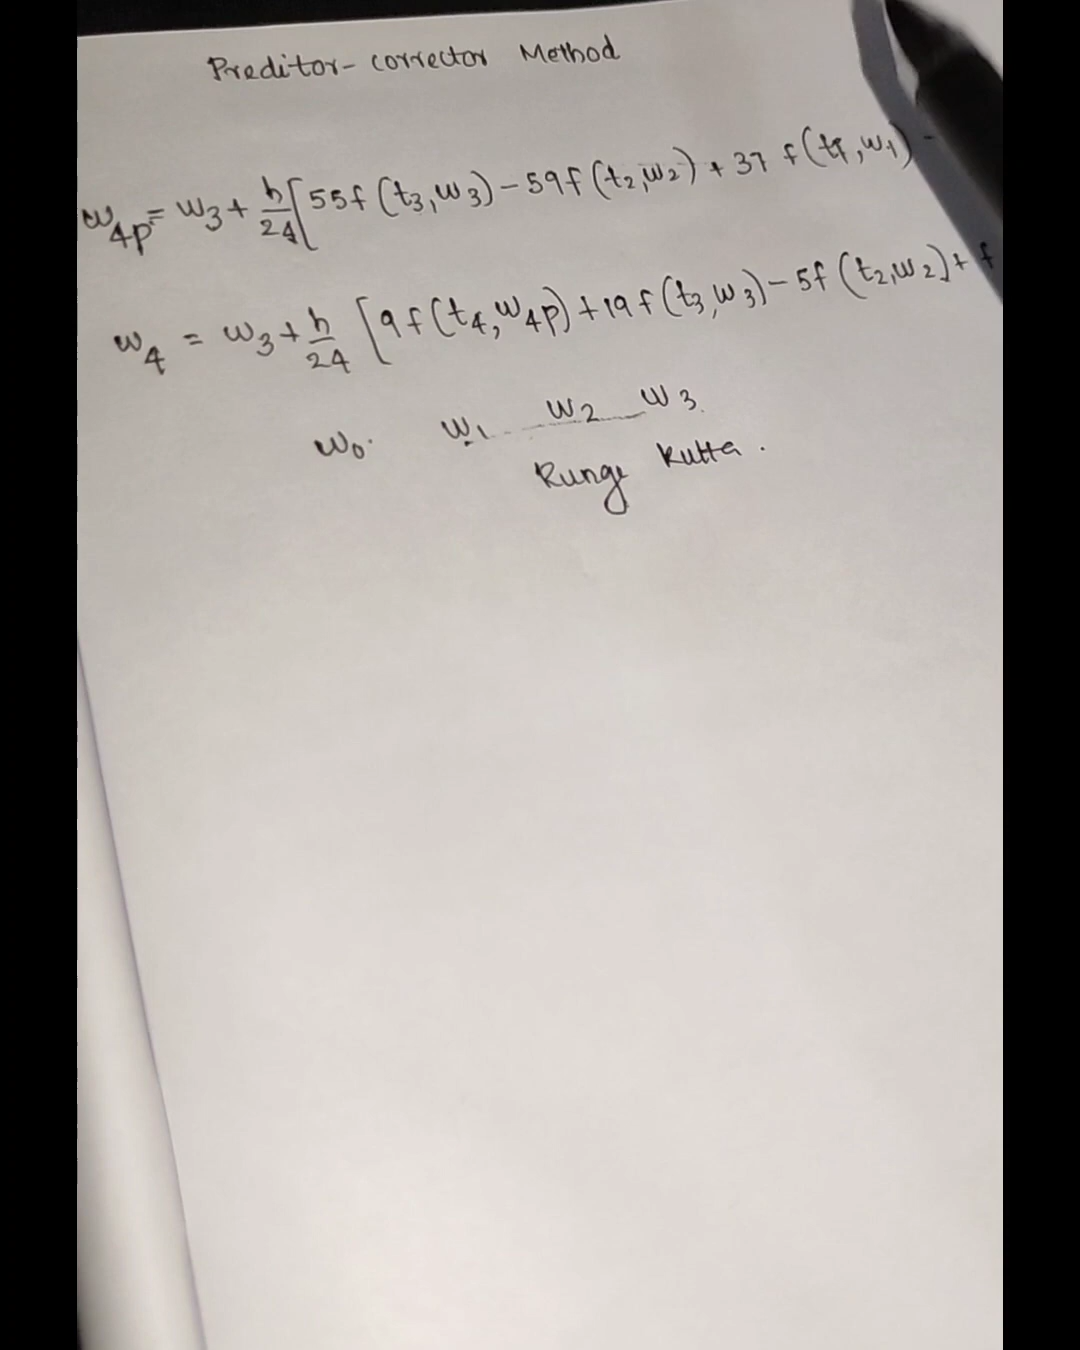 Preditor- corrector Method
w4p = w3 + h/24 [55f (t3, w3) - 59f (t2, w2) + 37 f(t1, w1) -
w4 = w3 + h/24 [9f(t4, w4p) + 19f(t3, w3) - 5f (t2, w2) + f
w0. w1 w2 w3
Runge Kutta.